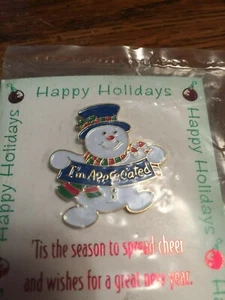 Happy Holidays
Happy Holidays
Happy Holidays
I'm Appreciated
'Tis the season to spread cheer
and wishes for a great new year.